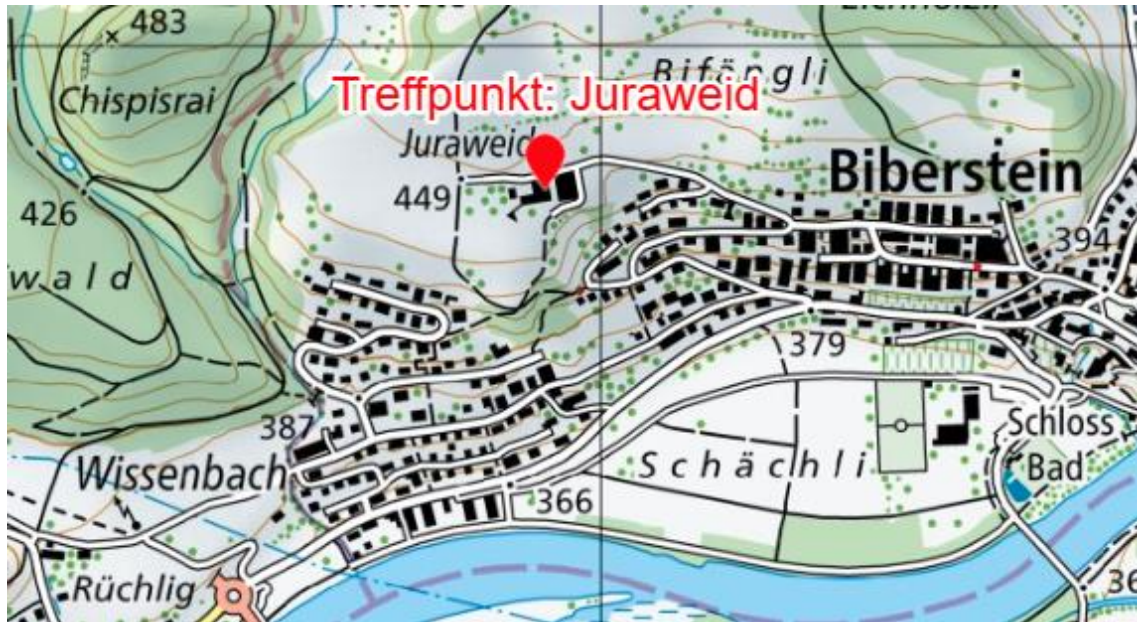 483
Chispisrai
Bifängli
Treffpunkt: Juraweid
Juraweid
449
Biberstein
426
wald
394
379
387
Wissenbach
Schloss
Bad
Schächli
366
Rüchlig
36